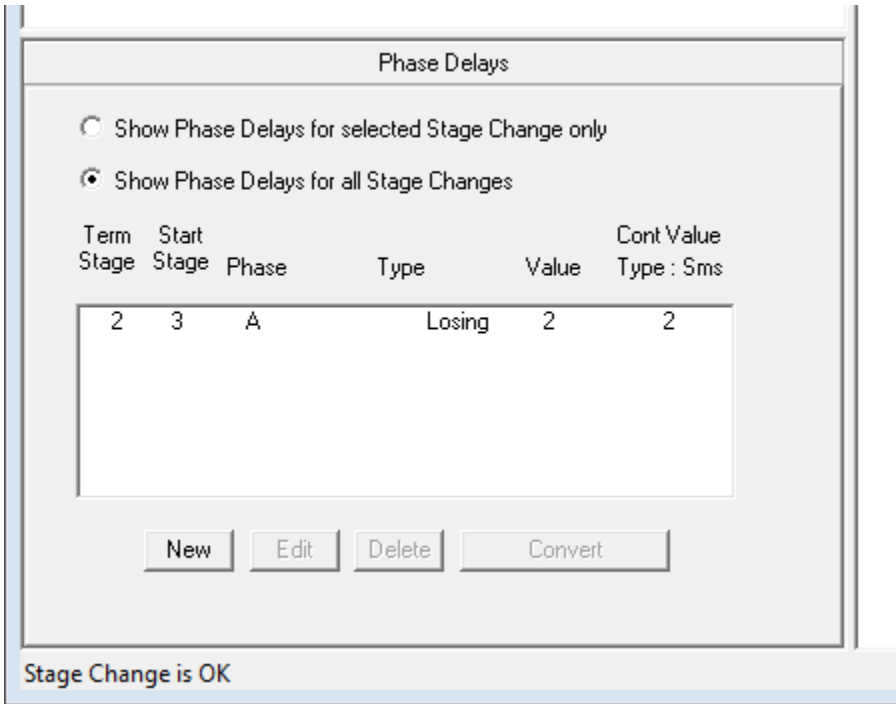 Phase Delays
Show Phase Delays for selected Stage Change only
Show Phase Delays for all Stage Changes
Term Start Cont Value
Stage Stage Phase Type Value Type : Sms
2 3 A Losing 2 2
New Edit Delete Convert
Stage Change is OK